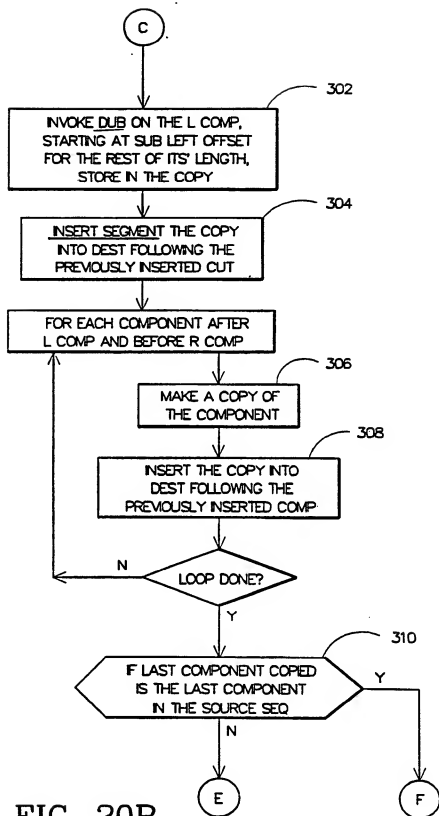 C
302
INVOKE DUB ON THE L COMP,
STARTING AT SUB LEFT OFFSET
FOR THE REST OF ITS' LENGTH,
STORE IN THE COPY
304
INSERT SEGMENT THE COPY
INTO DEST FOLLOWING THE
PREVIOUSLY INSERTED CUT
FOR EACH COMPONENT AFTER
L COMP AND BEFORE R COMP
306
MAKE A COPY OF
THE COMPONENT
308
INSERT THE COPY INTO
DEST FOLLOWING THE
PREVIOUSLY INSERTED COMP
N
LOOP DONE?
Y
310
IF LAST COMPONENT COPIED
IS THE LAST COMPONENT
IN THE SOURCE SEQ
Y
N
E
F